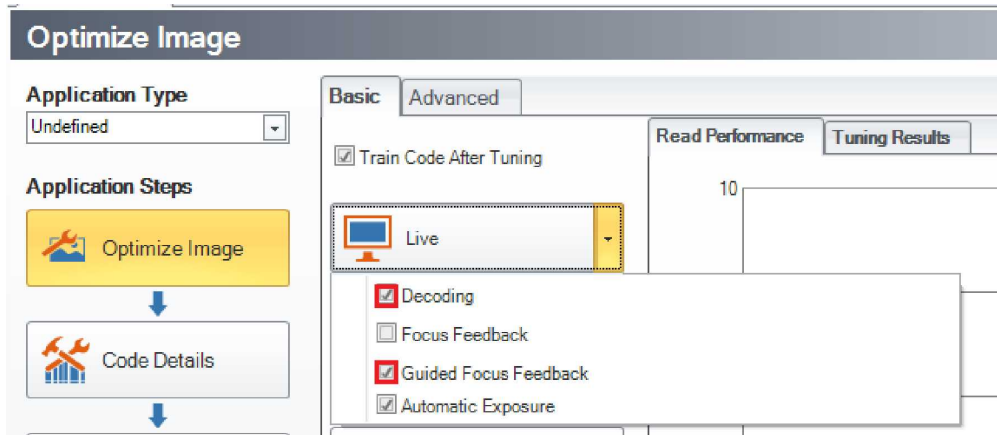 Optimize Image
Application Type
Undefined
Application Steps
Optimize Image
Code Details
Basic
Advanced
Train Code After Tuning
Live
Decoding
Focus Feedback
Guided Focus Feedback
Automatic Exposure
Read Performance
Tuning Results
10